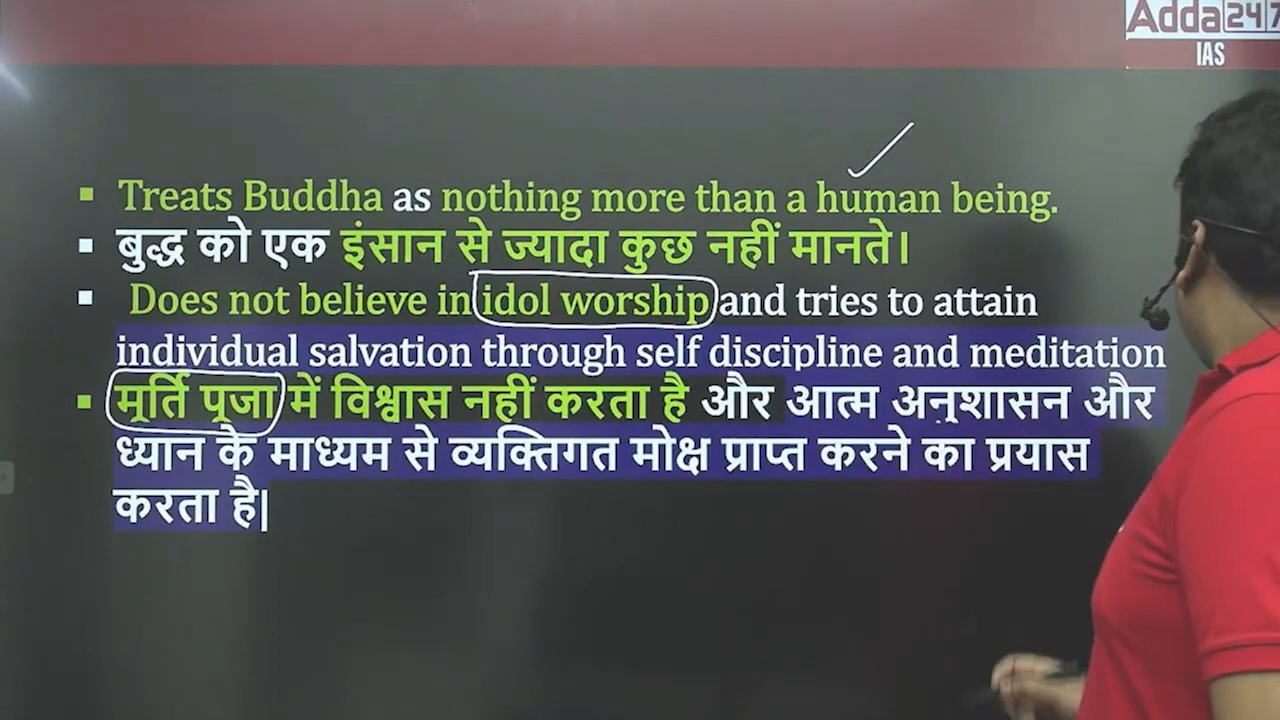 Adda247
IAS
Treats Buddha as nothing more than a human being.
बुद्ध को एक इंसान से ज्यादा कुछ नहीं मानते।
Does not believe in idol worship and tries to attain
individual salvation through self discipline and meditation
मूर्ति पूजा में विश्वास नहीं करता है और आत्म अनुशासन और
ध्यान के माध्यम से व्यक्तिगत मोक्ष प्राप्त करने का प्रयास
करता है|